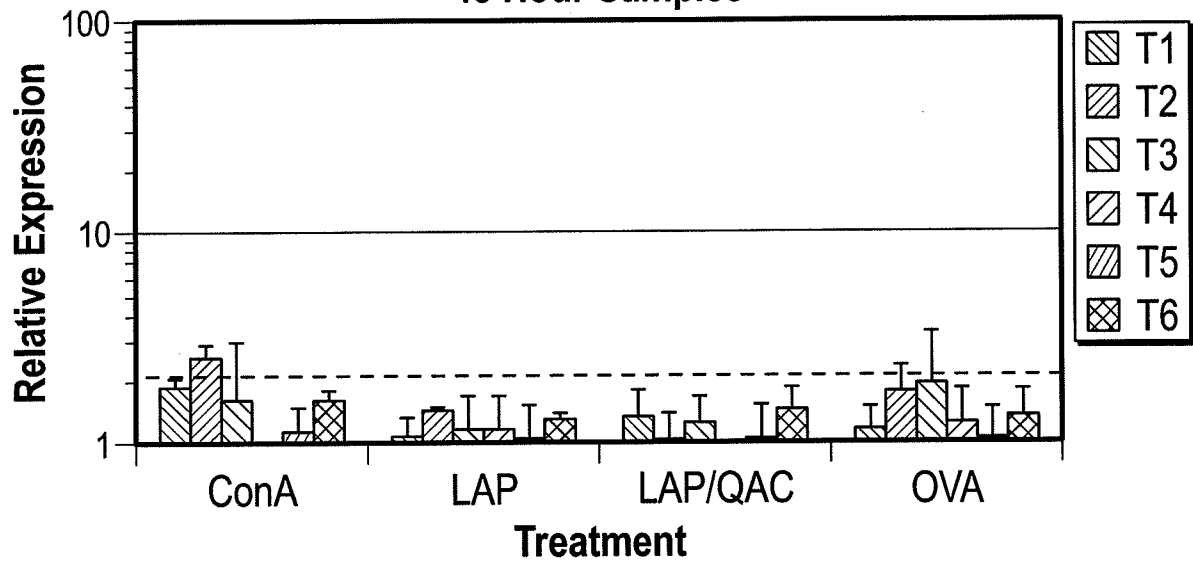 100
10
1
Relative Expression
ConA
LAP
LAP/QAC
OVA
Treatment
T1
T2
T3
T4
T5
T6